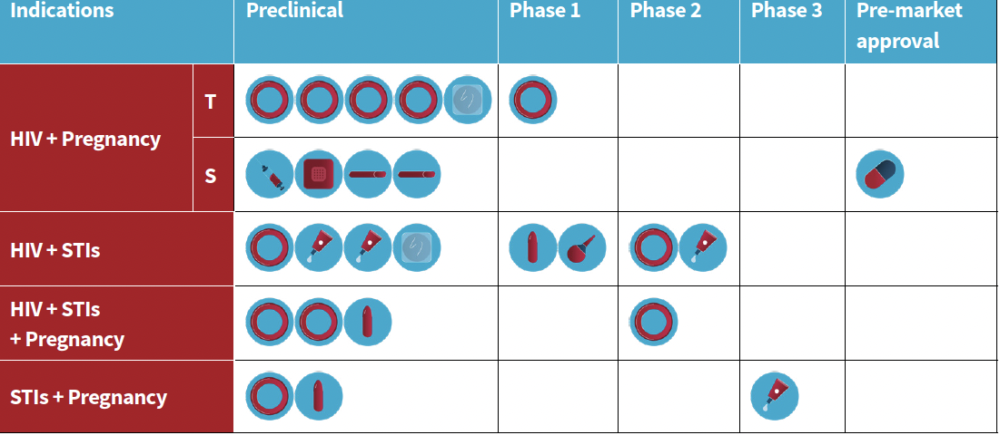 Indications
Preclinical
Phase 1
Phase 2
Phase 3
Pre-market
approval
HIV + Pregnancy
T
S
HIV + STIs
HIV + STIs
+ Pregnancy
STIs + Pregnancy